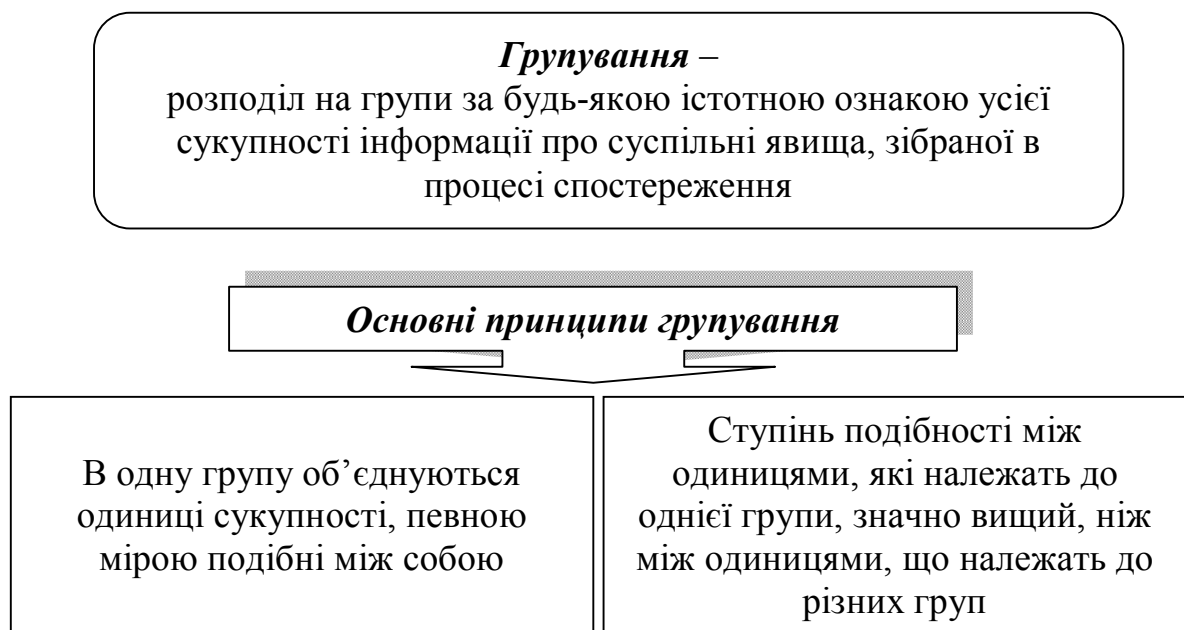 Групування –
розподіл на групи за будь-якою істотною ознакою усієї
сукупності інформації про суспільні явища, зібраної в
процесі спостереження
Основні принципи групування
В одну групу об’єднуються
одиниці сукупності, певною
мірою подібні між собою
Ступінь подібності між
одиницями, які належать до
однієї групи, значно вищий, ніж
між одиницями, що належать до
різних груп